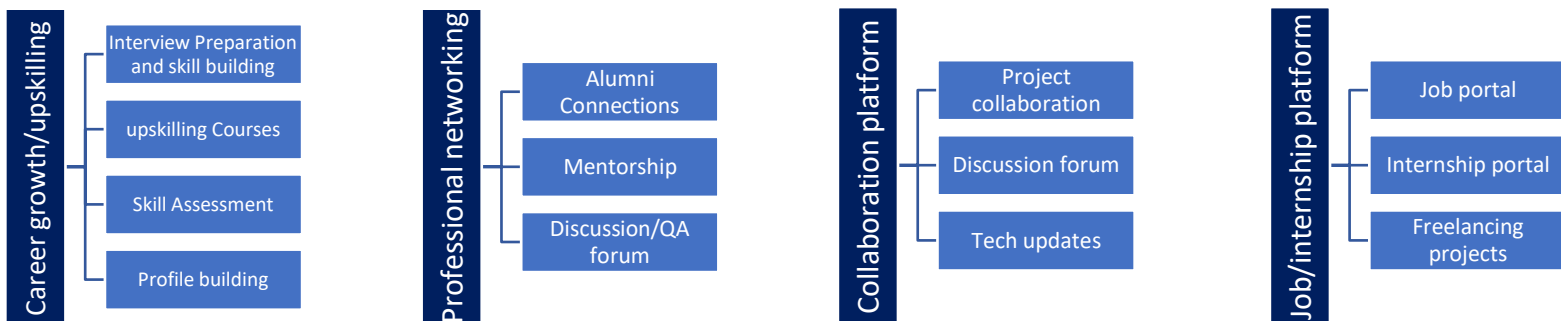 Career growth/upskilling
Interview Preparation
and skill building
upskilling Courses
Skill Assessment
Profile building
Professional networking
Alumni
Connections
Mentorship
Discussion/QA
forum
Collaboration platform
Project
collaboration
Discussion forum
Tech updates
Job/internship platform
Job portal
Internship portal
Freelancing
projects